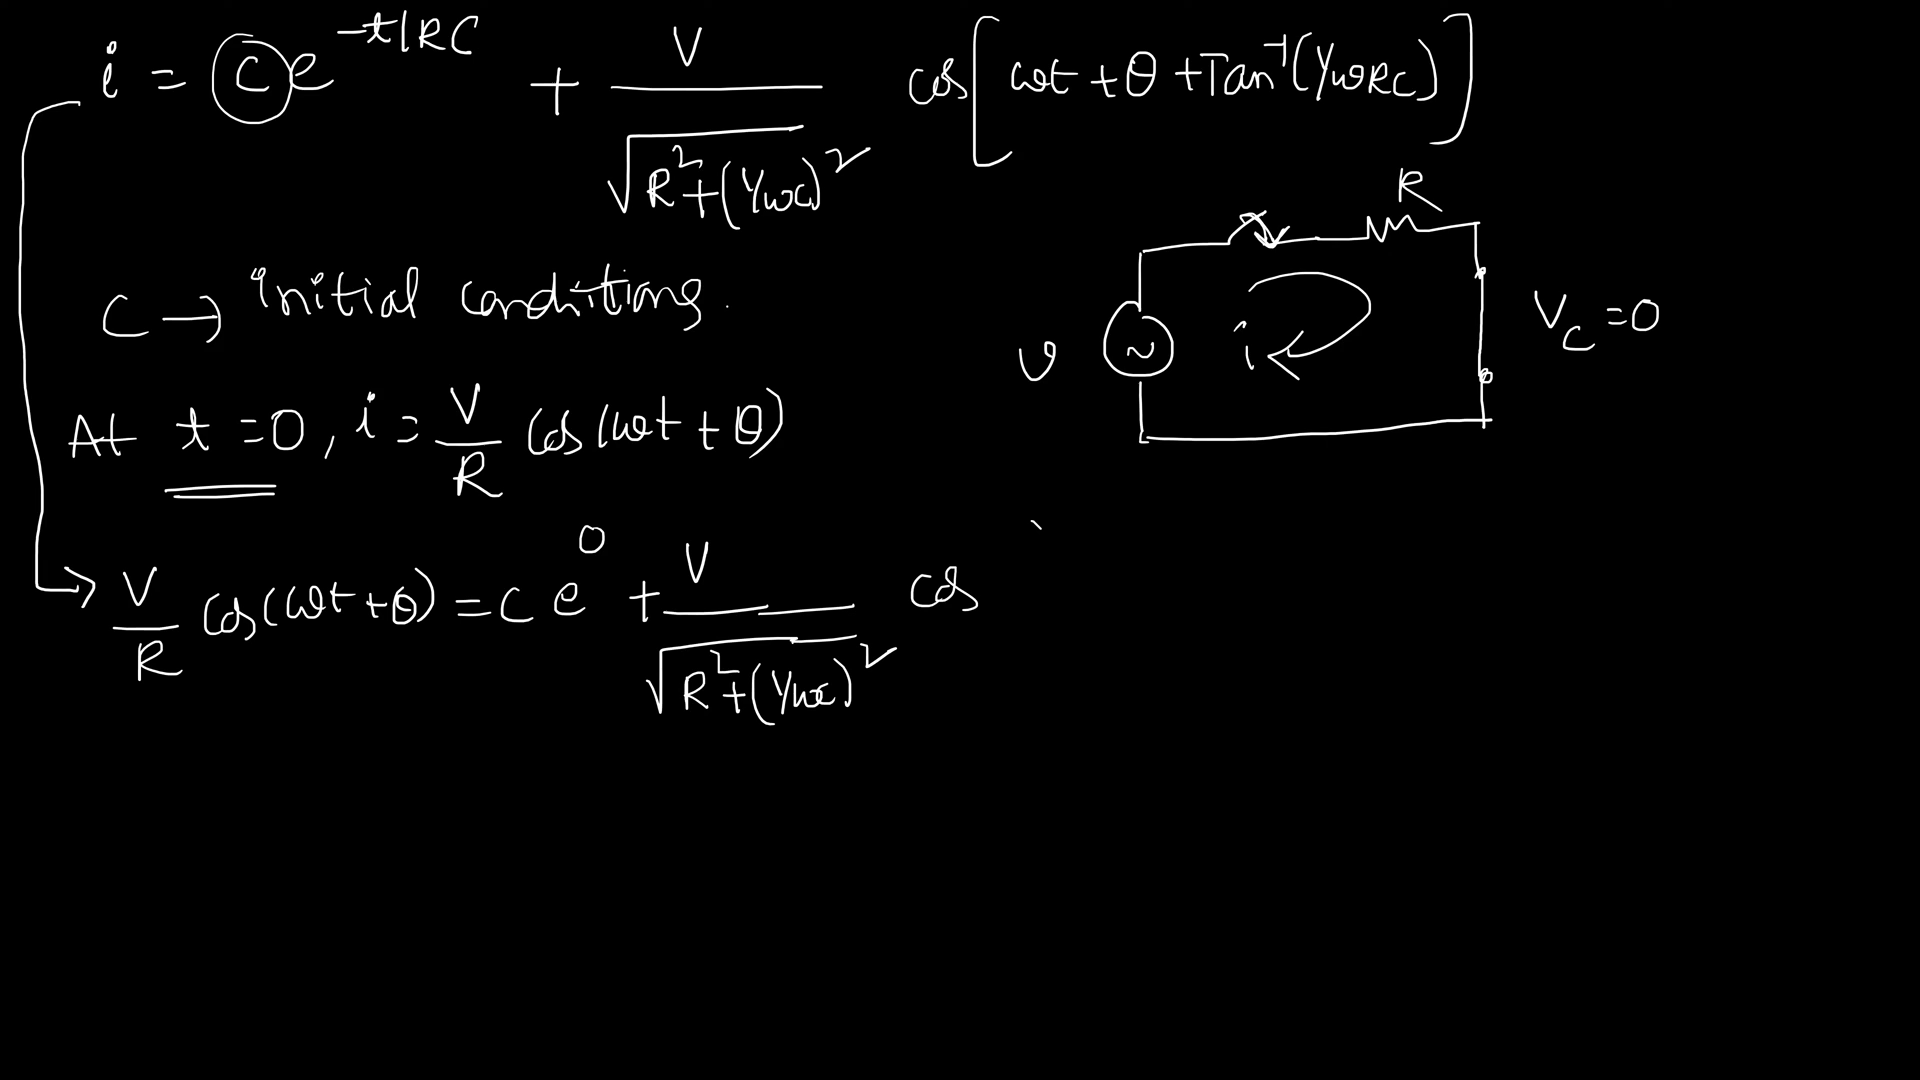 i = c e^{-t/RC} + V / √(R² + (1/ωC)²) cos[ωt + θ + Tan⁻¹(1/ωRC)]
R
C → initial conditions.
v
i
V_C = 0
At t = 0, i = V/R cos(ωt + θ)
V/R cos(ωt + θ) = c e^0 + V / √(R² + (1/ωC)²) cos